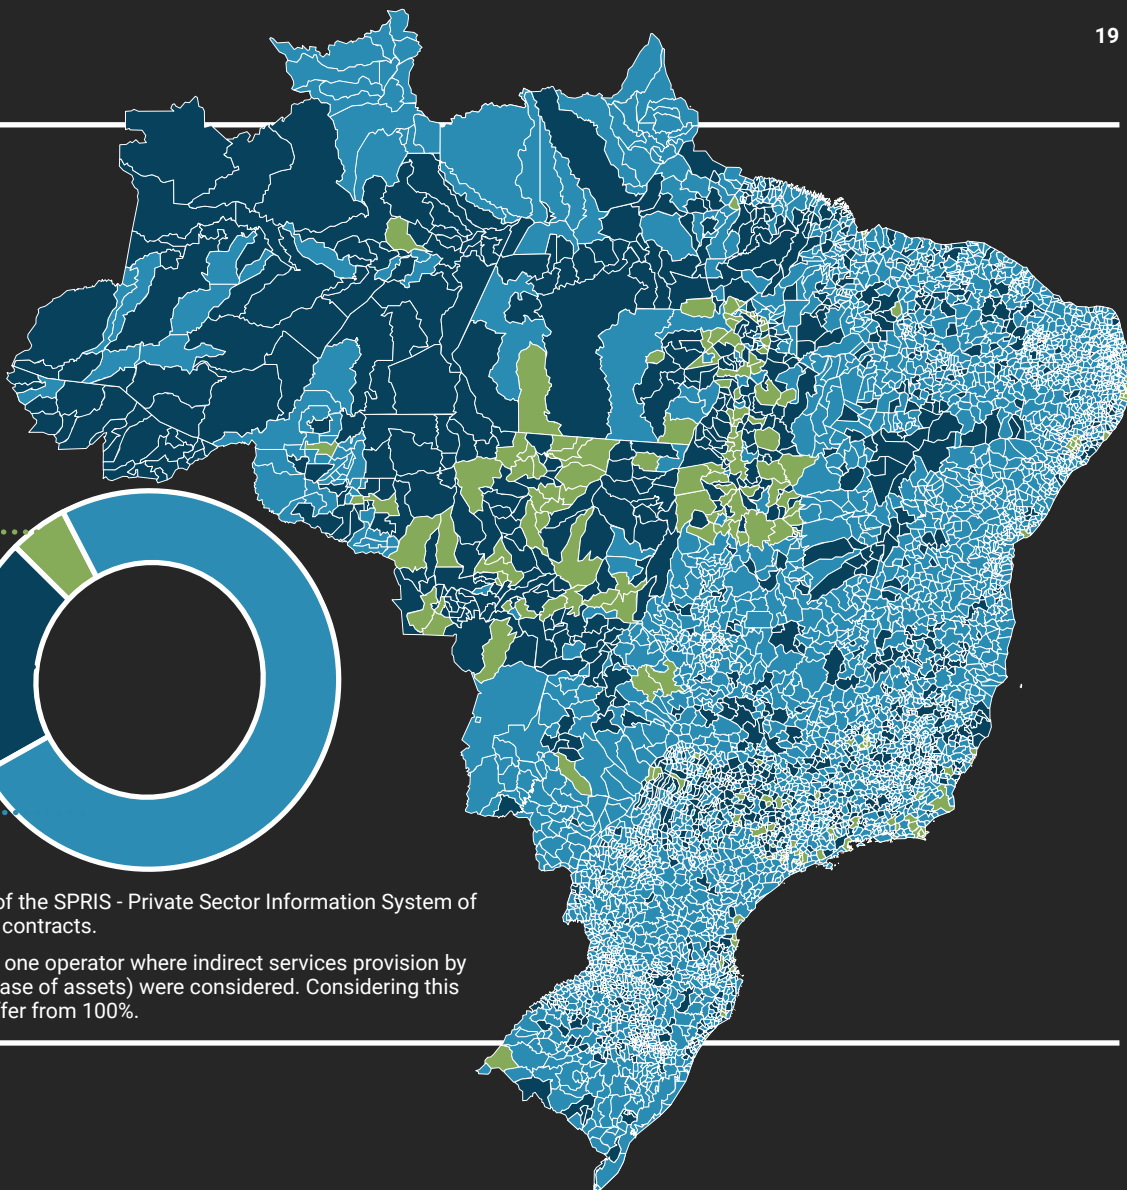 19
of the SPRIS - Private Sector Information System of
contracts.
one operator where indirect services provision by
ase of assets) were considered. Considering this
fer from 100%.